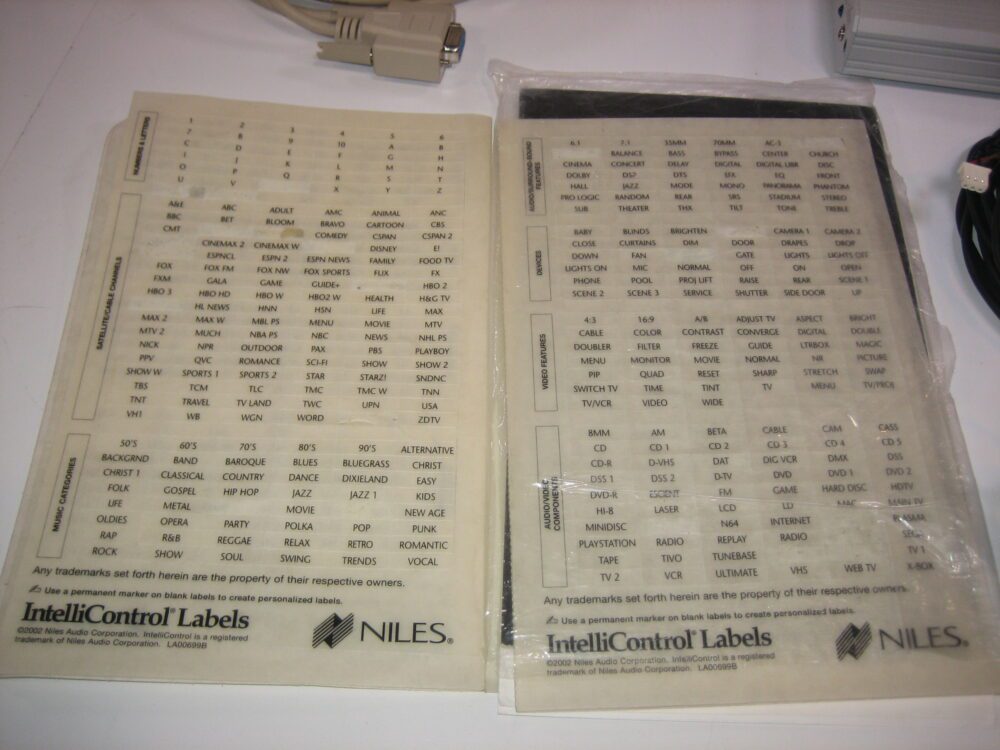 NUMBERS & LETTERS
1 2 3 4 5 6
7 8 9 10 A B
C D E F G H
I J K L M N
O P Q R S T
U V X Y Z
SATELLITE/CABLE CHANNELS
A&E ABC ADULT AMC ANIMAL ANC
BBC BET BLOOM BRAVO CARTOON CBS
CMT COMEDY CSPAN CSPAN 2
CINEMAX 2 CINEMAX W DISNEY E!
ESPNCL ESPN 2 ESPN NEWS FAMILY FOOD TV
FOX FOX FM FOX NW FOX SPORTS FLIX FX
FXM GALA GAME GUIDE+ HBO 2
HBO 3 HBO HD HBO W HBO2 W HEALTH H&G TV
HL NEWS HNN HSN LIFE MAX
MAX 2 MAX W MBL PS MENU MOVIE MTV
MTV 2 MUCH NBA PS NBC NEWS NHL PS
NICK NPR OUTDOOR PAX PBS PLAYBOY
PPV QVC ROMANCE SCI-FI SHOW SHOW 2
SHOW W SPORTS 1 SPORTS 2 STAR STARZ! SNDNC
TBS TCM TLC TMC TMC W TNN
TNT TRAVEL TV LAND TWC UPN USA
VH1 WB WGN WORD ZDTV
MUSIC CATEGORIES
50'S 60'S 70'S 80'S 90'S ALTERNATIVE
BACKGRND BAND BAROQUE BLUES BLUEGRASS CHRIST
CHRIST 1 CLASSICAL COUNTRY DANCE DIXIELAND EASY
FOLK GOSPEL HIP HOP JAZZ JAZZ 1 KIDS
LIFE METAL MOVIE NEW AGE
OLDIES OPERA PARTY POLKA POP PUNK
RAP R&B REGGAE RELAX RETRO ROMANTIC
ROCK SHOW SOUL SWING TRENDS VOCAL
Any trademarks set forth herein are the property of their respective owners.
Use a permanent marker on blank labels to create personalized labels.
IntelliControl® Labels
©2002 Niles Audio Corporation. IntelliControl is a registered
trademark of Niles Audio Corporation. LA00699B
NILES®
AUDIO/SURROUND-SOUND
FEATURES
6.1 7.1 35MM 70MM AC-3
BALANCE BASS BYPASS CENTER CHURCH
CINEMA CONCERT DELAY DIGITAL DIGITAL LIBR DISC
DOLBY DS? DTS EFX EQ FRONT
HALL JAZZ MODE MONO PANORAMA PHANTOM
PRO LOGIC RANDOM REAR SRS STADIUM STEREO
SUB THEATER THX TILT TONE TREBLE
DEVICES
BABY BLINDS BRIGHTEN CAMERA 1 CAMERA 2
CLOSE CURTAINS DIM DOOR DRAPES DROP
DOWN FAN GATE LIGHTS LIGHTS OFF
LIGHTS ON MIC NORMAL OFF ON OPEN
PHONE POOL PROJ LIFT RAISE REAR SCENE 1
SCENE 2 SCENE 3 SERVICE SHUTTER SIDE DOOR UP
VIDEO FEATURES
4:3 16:9 A/B ADJUST TV ASPECT BRIGHT
CABLE COLOR CONTRAST CONVERGE DIGITAL DOUBLE
DOUBLER FILTER FREEZE GUIDE LTRBOX MAGIC
MENU MONITOR MOVIE NORMAL NR PICTURE
PIP QUAD RESET SHARP STRETCH SWAP
SWITCH TV TIME TINT TV MENU TV/PROJ
TV/VCR VIDEO WIDE
AUDIO/VIDEO
COMPONENTS
8MM AM BETA CABLE CAM CASS
CD CD 1 CD 2 CD 3 CD 4 CD 5
CD-R D-VHS DAT DIG VCR DMX DSS
DSS 1 DSS 2 D-TV DVD DVD 1 DVD 2
DVD-R ESCIENT FM GAME HARD DISC HDTV
HI-8 LASER LCD LD MAC MAIN TV
MINIDISC N64 INTERNET PLASMA
PLAYSTATION RADIO REPLAY RADIO SEGA
TAPE TIVO TUNEBASE TV 1
TV 2 VCR ULTIMATE VHS WEB TV X-BOX
Any trademarks set forth herein are the property of their respective owners.
Use a permanent marker on blank labels to create personalized labels.
IntelliControl® Labels
©2002 Niles Audio Corporation. IntelliControl is a registered
trademark of Niles Audio Corporation. LA00699B
NILES®